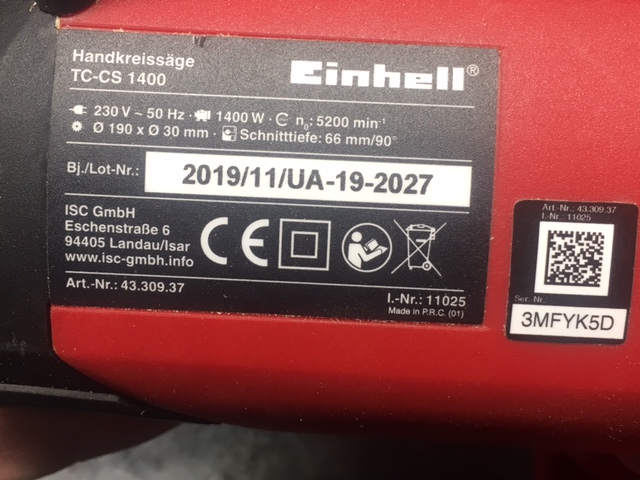 Handkreissäge
TC-CS 1400
Einhell®
230 V ~ 50 Hz · 1400 W · n₀: 5200 min⁻¹
Ø 190 x Ø 30 mm · Schnitttiefe: 66 mm/90°
Bj./Lot-Nr.: 2019/11/UA-19-2027
ISC GmbH
Eschenstraße 6
94405 Landau/Isar
www.isc-gmbh.info
CE
Art.-Nr.: 43.309.37
I.-Nr.: 11025
Made in P.R.C. (01)
Art.-Nr.: 43.309.37
I.-Nr.: 11025
Ser. Nr.
3MFYK5D